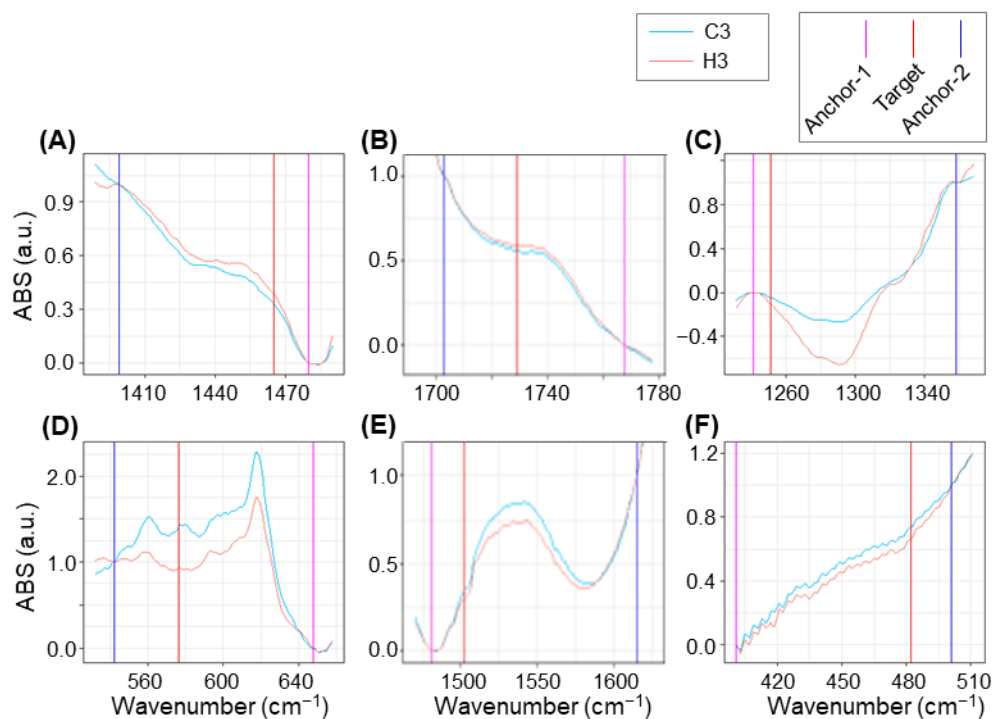 C3
H3
Anchor-1
Target
Anchor-2
(A)
(B)
(C)
ABS (a.u.)
0.9
0.6
0.3
0.0
1410
1440
1470
1.0
0.5
0.0
1700
1740
1780
0.8
0.4
0.0
−0.4
1260
1300
1340
(D)
(E)
(F)
ABS (a.u.)
2.0
1.0
0.0
560
600
640
Wavenumber (cm⁻¹)
1.0
0.5
0.0
1500
1550
1600
Wavenumber (cm⁻¹)
1.2
0.8
0.4
0.0
420
450
480
510
Wavenumber (cm⁻¹)